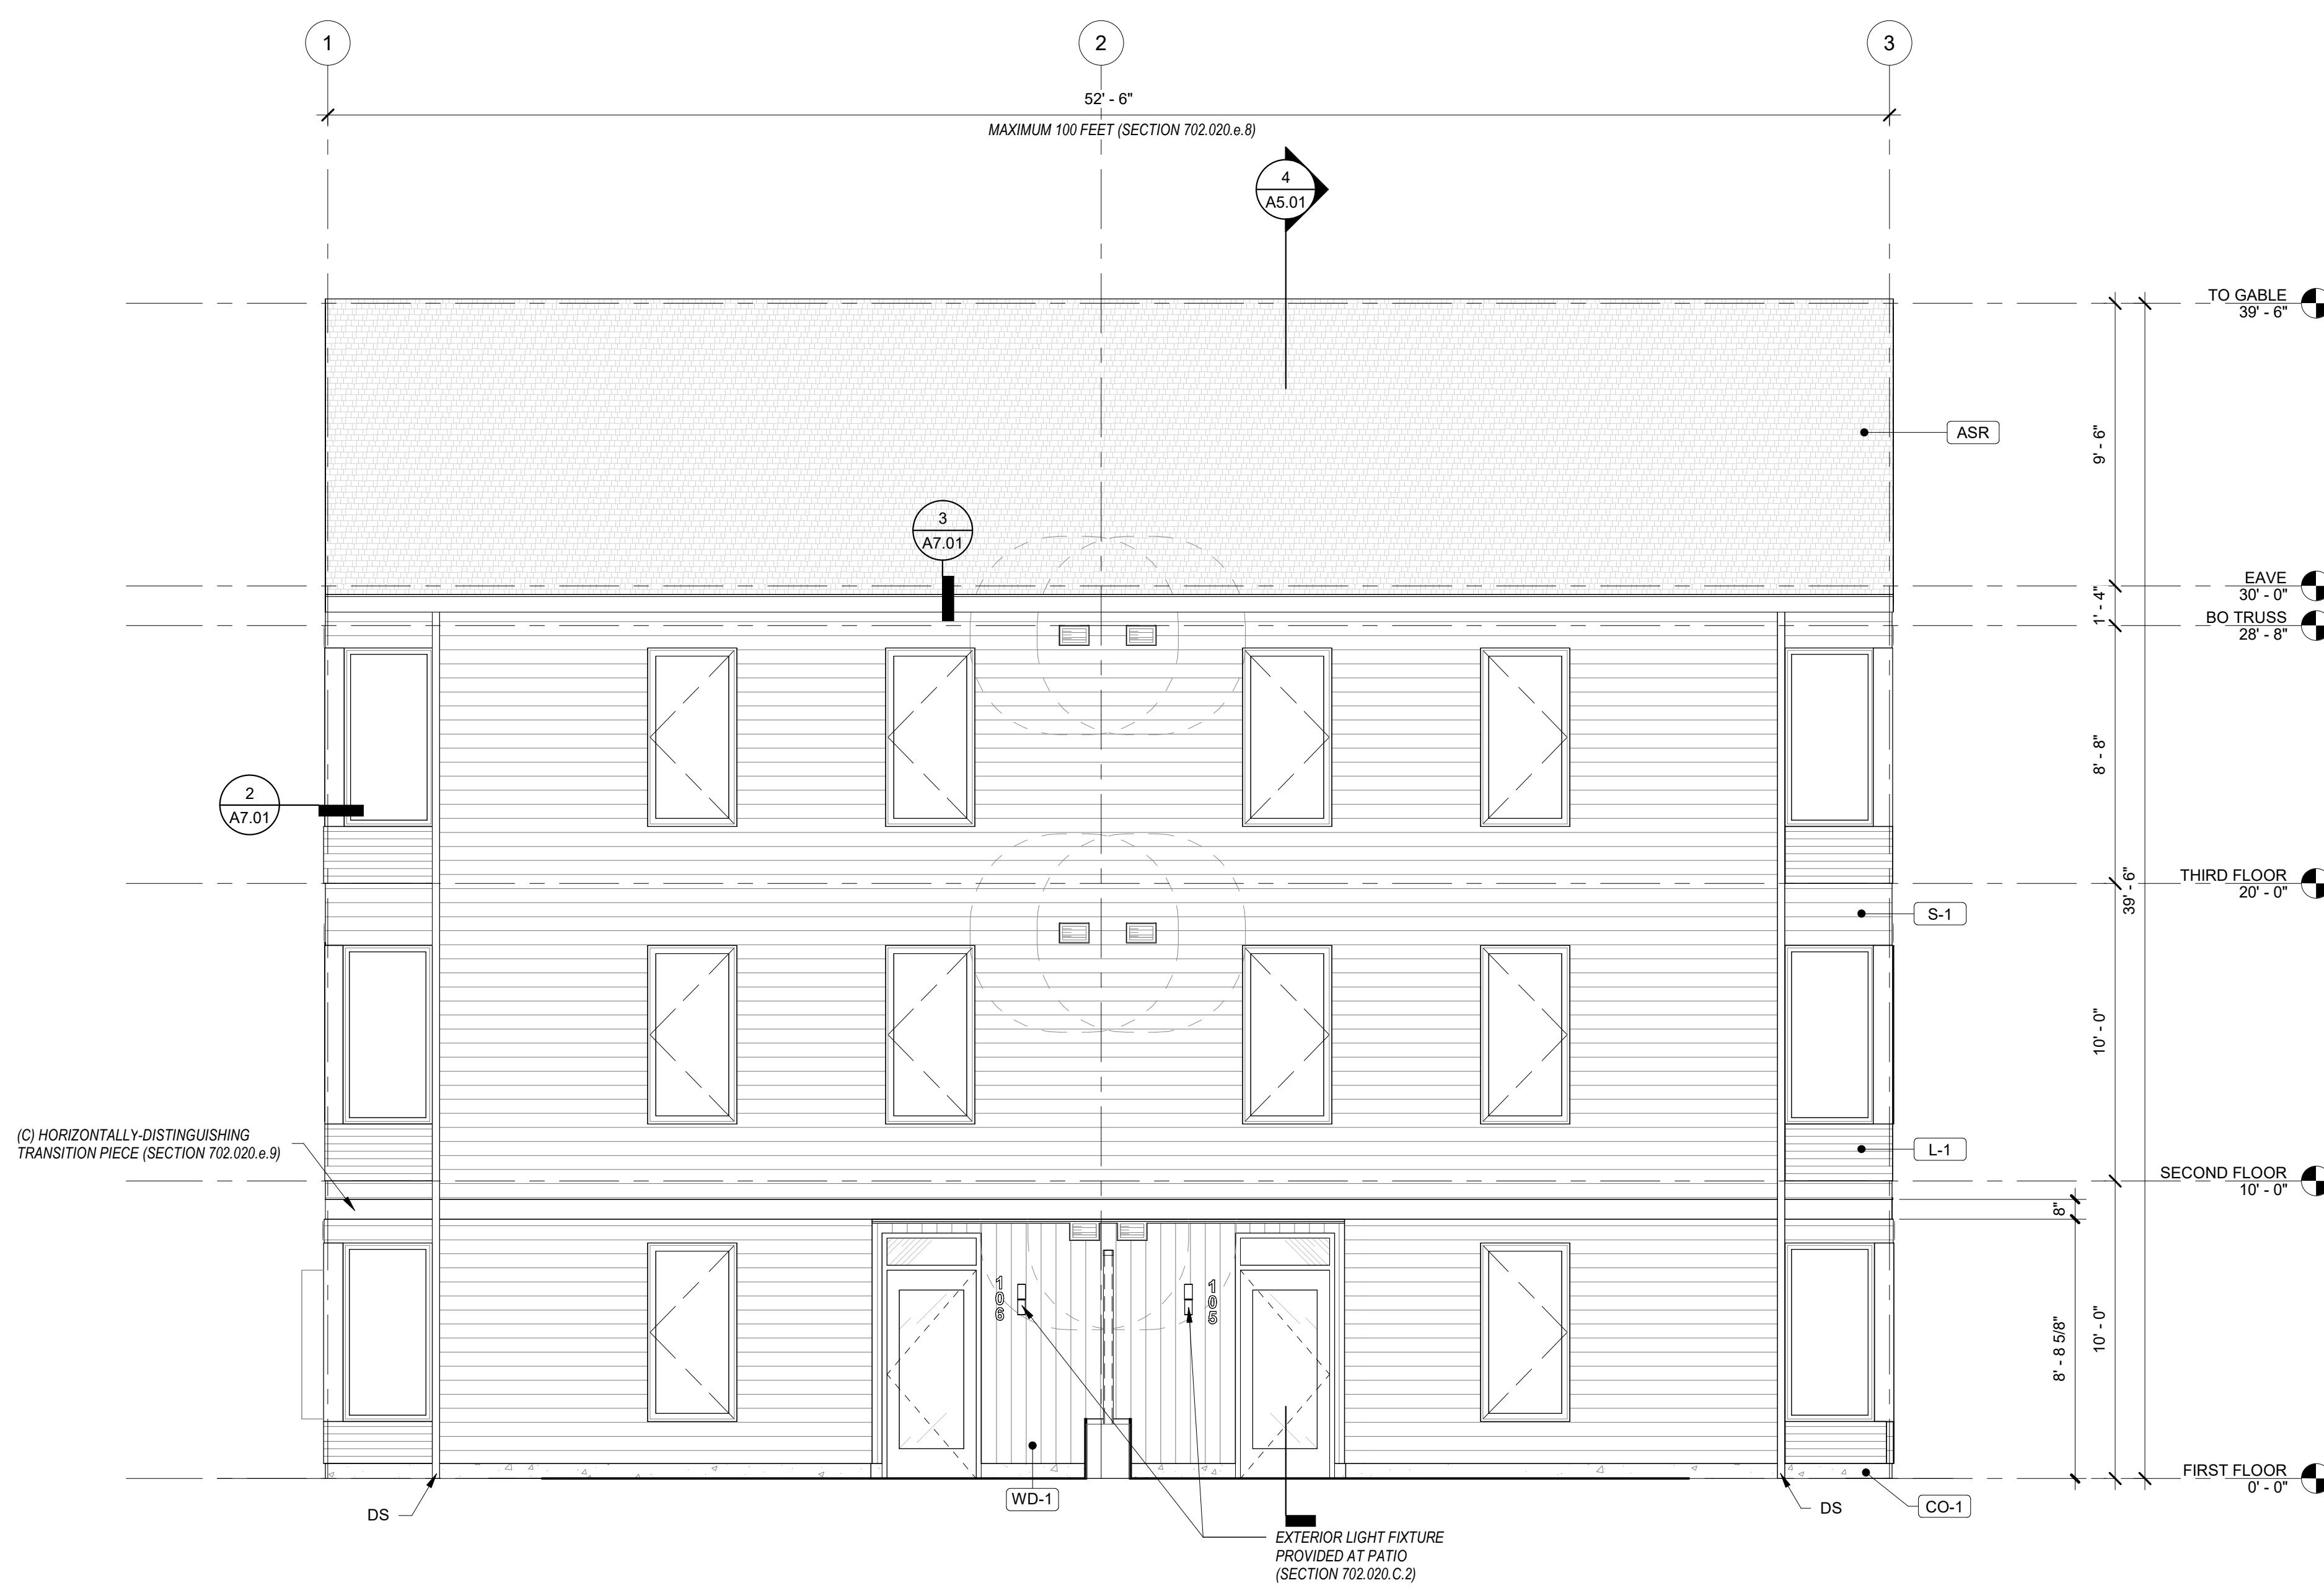 1
2
3
52' - 6"
MAXIMUM 100 FEET (SECTION 702.020.e.8)
4
A5.01
TO GABLE
39' - 6"
ASR
9' - 6"
3
A7.01
EAVE
30' - 0"
1' - 4"
BO TRUSS
28' - 8"
8' - 8"
2
A7.01
THIRD FLOOR
20' - 0"
39' - 6"
S-1
10' - 0"
(C) HORIZONTALLY-DISTINGUISHING
TRANSITION PIECE (SECTION 702.020.e.9)
L-1
SECOND FLOOR
10' - 0"
8"
106
105
8' - 8 5/8"
10' - 0"
FIRST FLOOR
0' - 0"
WD-1
DS
DS
CO-1
EXTERIOR LIGHT FIXTURE
PROVIDED AT PATIO
(SECTION 702.020.C.2)